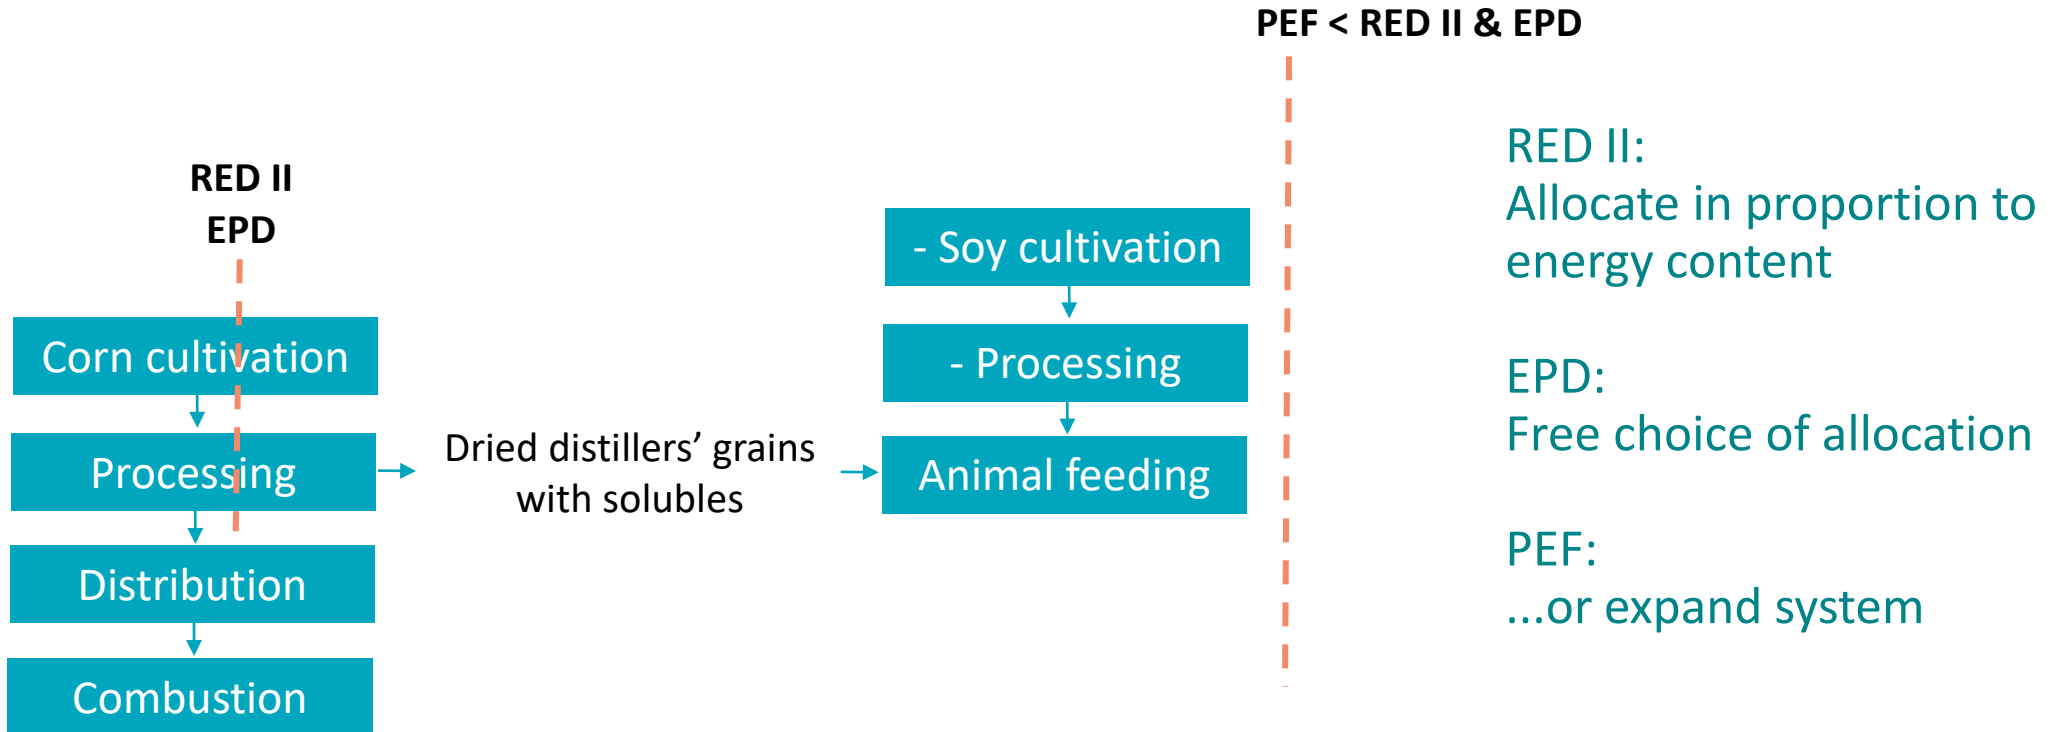 PEF < RED II & EPD
RED II
EPD
Corn cultivation
Processing
Distribution
Combustion
Dried distillers’ grains
with solubles
- Soy cultivation
- Processing
Animal feeding
RED II:
Allocate in proportion to
energy content
EPD:
Free choice of allocation
PEF:
...or expand system